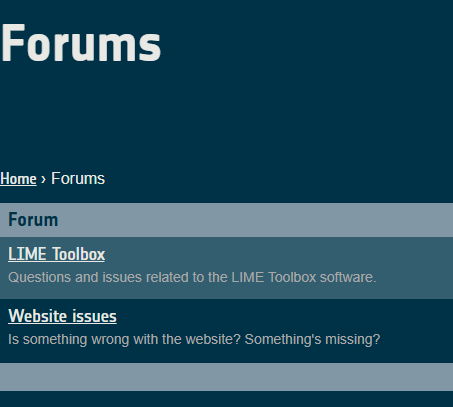 Forums
Home › Forums
Forum
LIME Toolbox
Questions and issues related to the LIME Toolbox software.
Website issues
Is something wrong with the website? Something's missing?